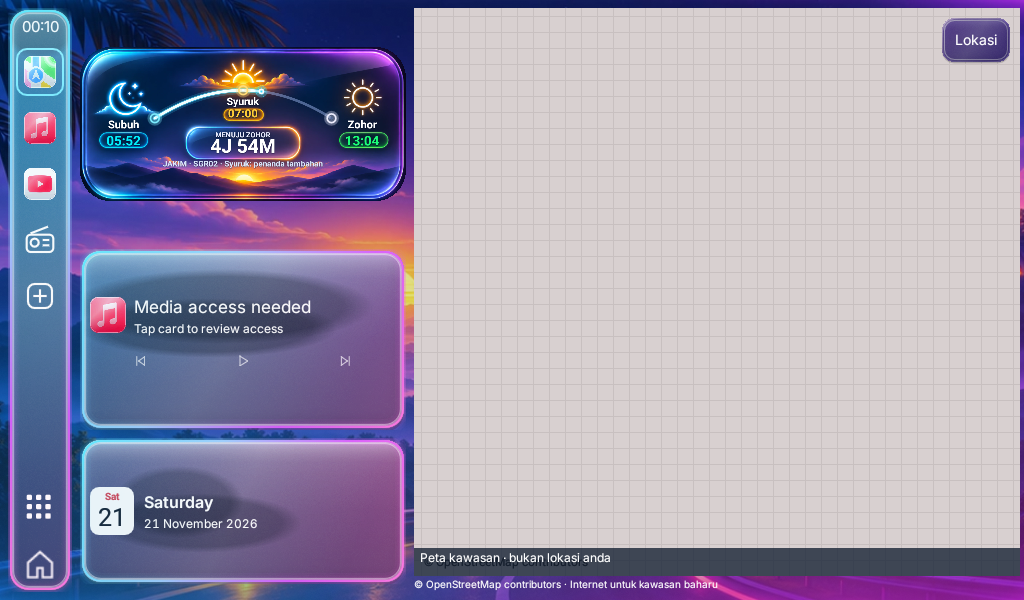 00:10
Subuh
05:52
Syuruk
07:00
Zohor
13:04
MENUJU ZOHOR
4J 54M
JAKIM · SGR02 · Syuruk: penanda tambahan
Media access needed
Tap card to review access
Sat
21
Saturday
21 November 2026
Lokasi
Peta kawasan · bukan lokasi anda
© OpenStreetMap contributors
© OpenStreetMap contributors · Internet untuk kawasan baharu